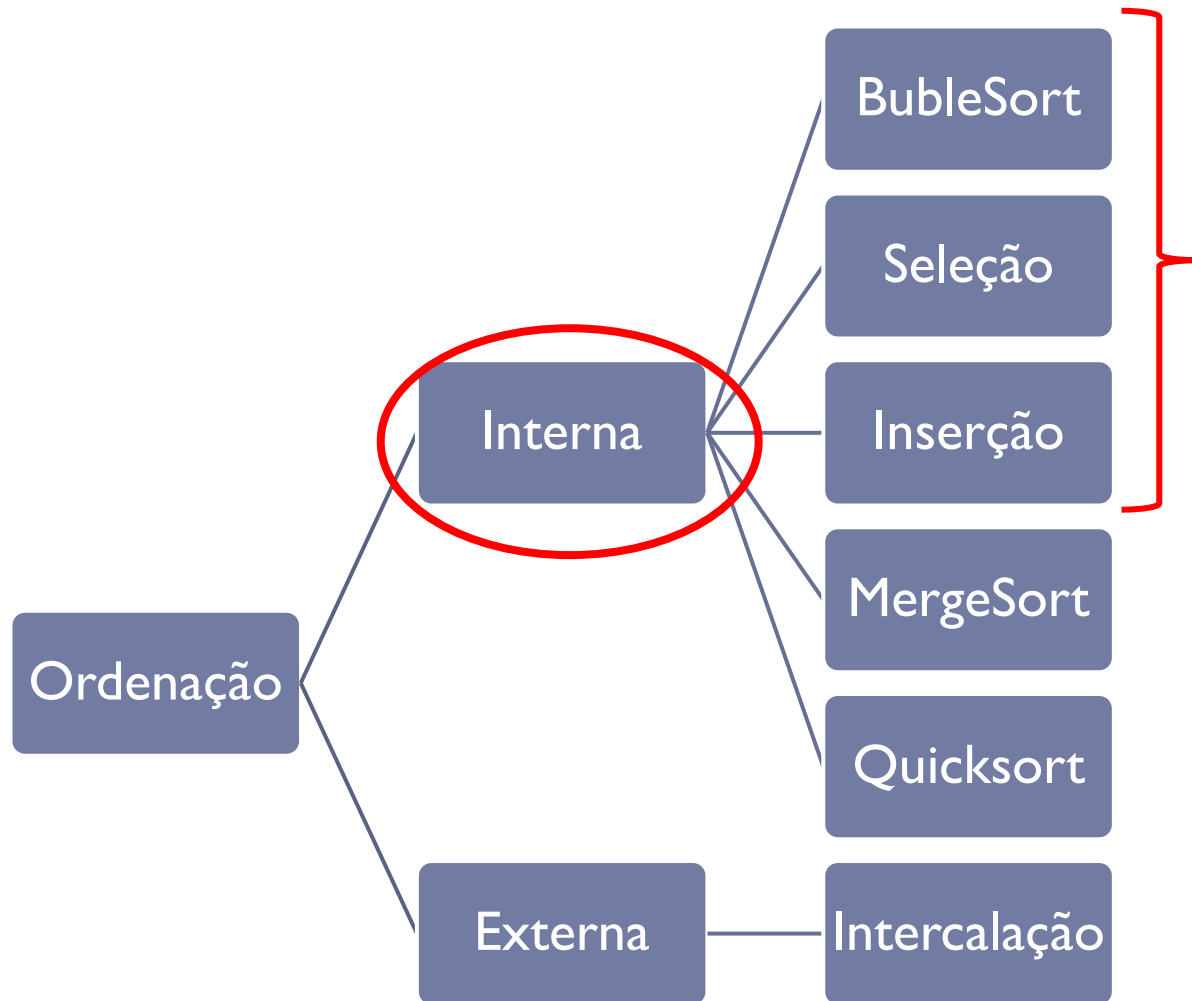 BubleSort
Seleção
Interna
Inserção
MergeSort
Ordenação
Quicksort
Externa
Intercalação